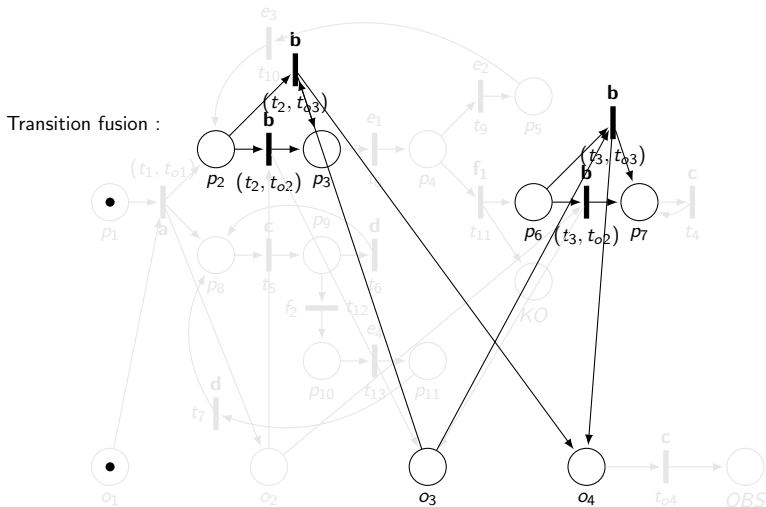 e3
b
t10
(t2, to3)
e2
b
Transition fusion :
b
e1
t9
p5
(t3, to3)
(t1, to1)
f1
b
c
p2
(t2, to2)
p3
p4
p1
a
p9
d
t11
p6
(t3, to2)
p7
t4
c
p8
t5
t6
f2
t12
KO
e4
p10
t13
p11
d
t7
c
o1
o2
o3
o4
to4
OBS